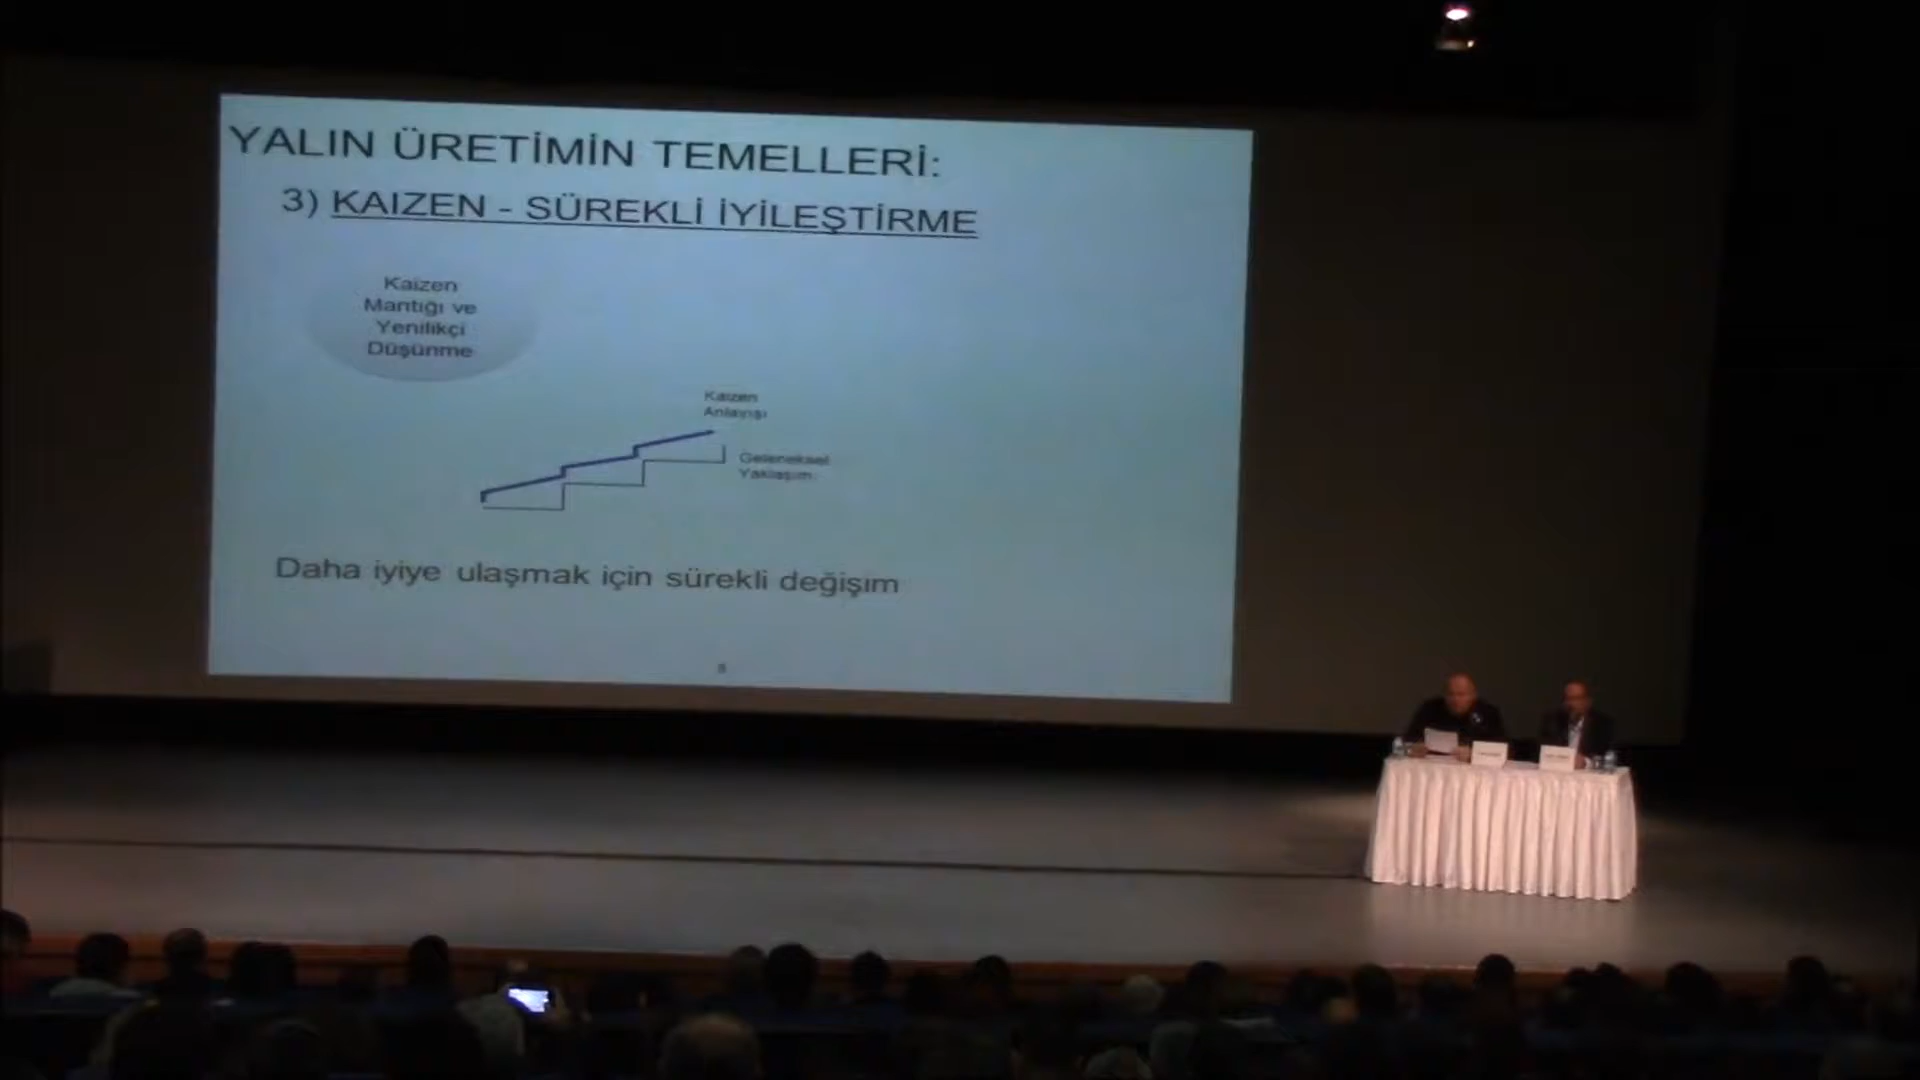 YALIN ÜRETİMİN TEMELLERİ:
3) KAIZEN - SÜREKLİ İYİLEŞTİRME
Kaizen
Mantığı ve
Yenilikçi
Düşünme
Kaizen
Anlayışı
Geleneksel
Yaklaşım
Daha iyiye ulaşmak için sürekli değişim